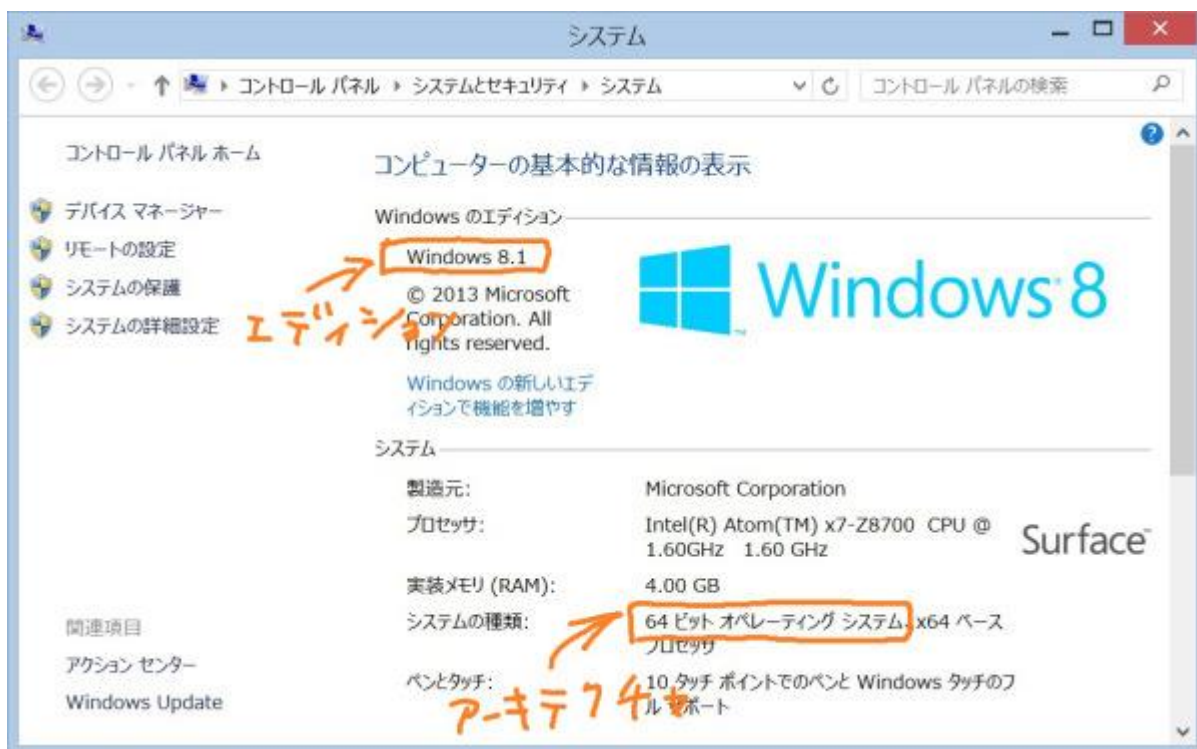 システム
コントロール パネル ▸ システムとセキュリティ ▸ システム
コントロール パネルの検索
コントロール パネル ホーム
デバイス マネージャー
リモートの設定
システムの保護
システムの詳細設定
関連項目
アクション センター
Windows Update
コンピューターの基本的な情報の表示
Windows のエディション
Windows 8.1
エディション
© 2013 Microsoft
Corporation. All
rights reserved.
Windows の新しいエデ
ィションで機能を増やす
Windows 8
システム
製造元: Microsoft Corporation
プロセッサ: Intel(R) Atom(TM) x7-Z8700 CPU @
1.60GHz 1.60 GHz
Surface
実装メモリ (RAM): 4.00 GB
システムの種類: 64 ビット オペレーティング システム、x64 ベース
プロセッサ
アーキテクチャ
ペンとタッチ: 10 タッチ ポイントでのペンと Windows タッチのフ
ル サポート